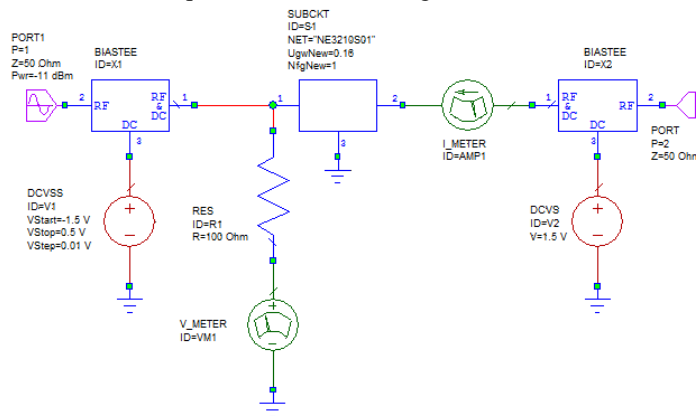 PORT1
P=1
Z=50 Ohm
Pwr=-11 dBm
BIASTEE
ID=X1
2
RF
RF
&
DC
1
DC
3
SUBCKT
ID=S1
NET="NE3210S01"
UgwNew=0.16
NfgNew=1
1
2
3
I_METER
ID=AMP1
BIASTEE
ID=X2
1
RF
&
DC
RF
2
DC
3
PORT
P=2
Z=50 Ohm
DCVSS
ID=V1
VStart=-1.5 V
VStop=0.5 V
VStep=0.01 V
RES
ID=R1
R=100 Ohm
DCVS
ID=V2
V=1.5 V
V_METER
ID=VM1